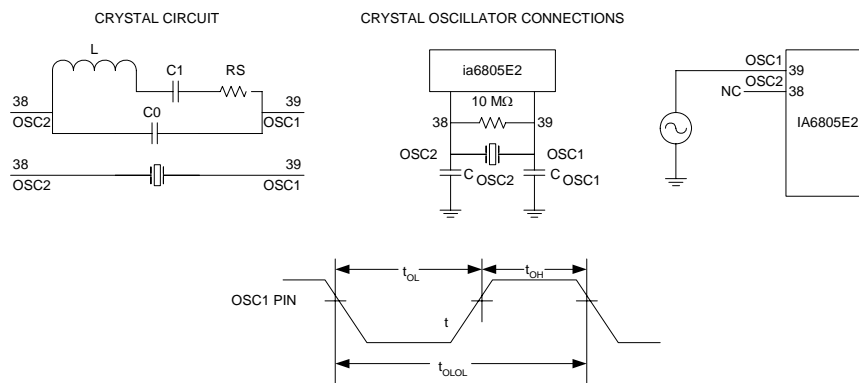 CRYSTAL CIRCUIT
CRYSTAL OSCILLATOR CONNECTIONS
L
C1
RS
C0
38
OSC2
39
OSC1
38
OSC2
39
OSC1
ia6805E2
10 MΩ
38
39
OSC2
OSC1
C OSC2
C OSC1
OSC1
39
OSC2
NC
38
IA6805E2
tOL
tOH
OSC1 PIN
t
tOLOL